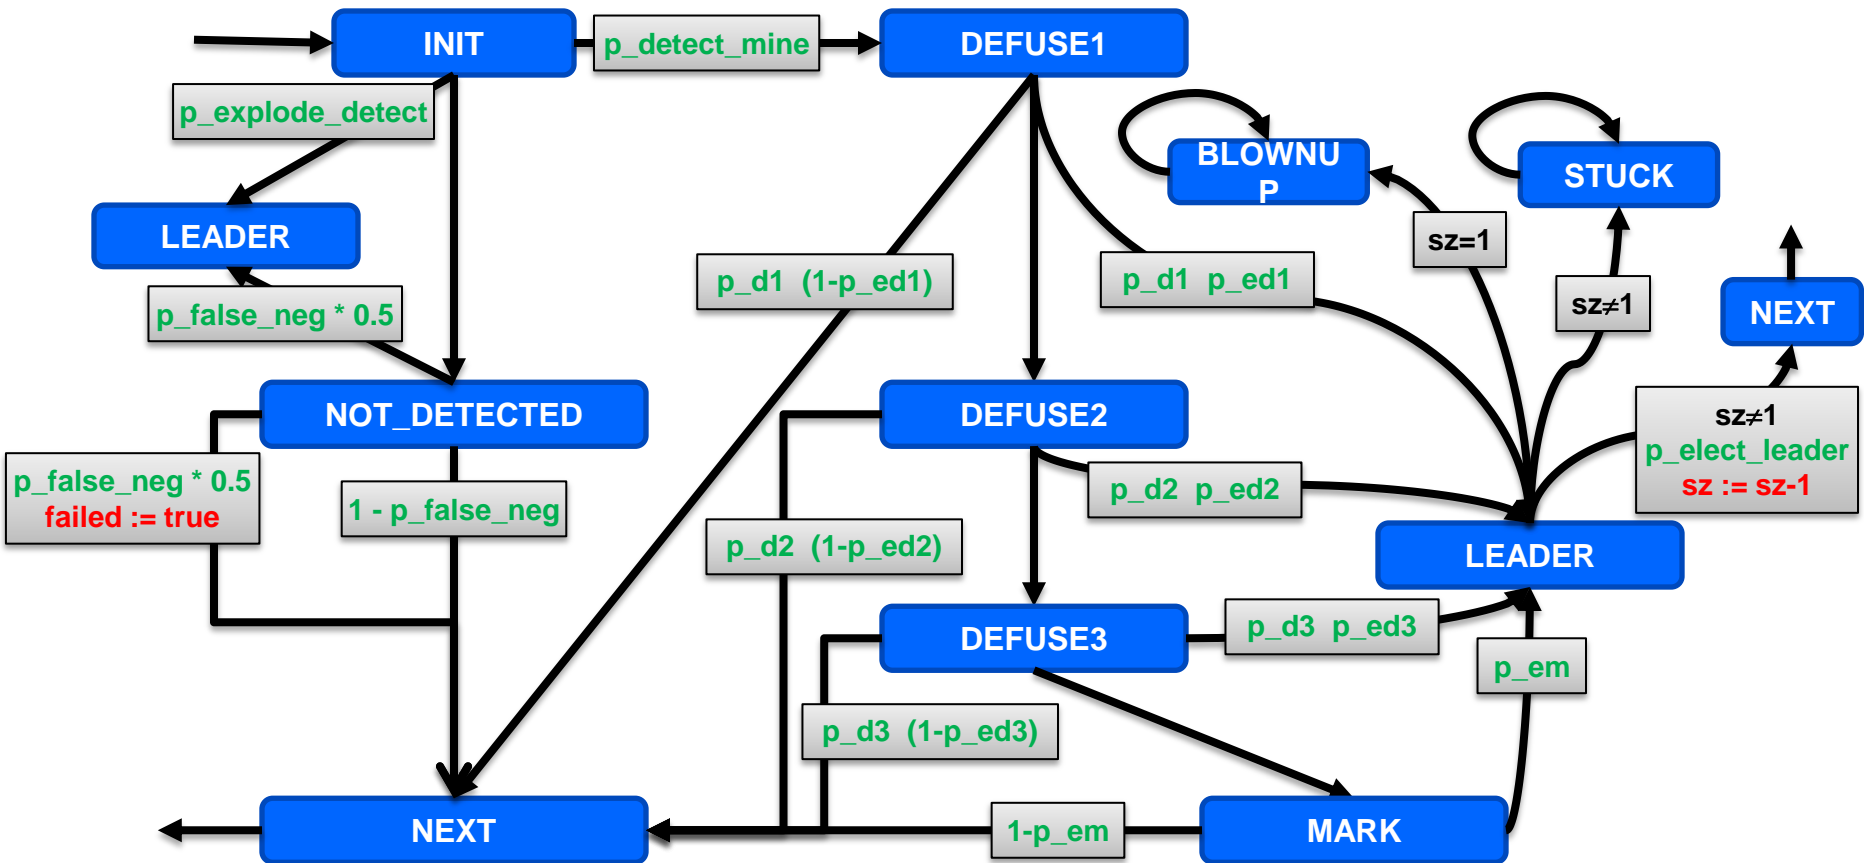 INIT
p_detect_mine
DEFUSE1
p_explode_detect
BLOWNU
P
STUCK
LEADER
sz=1
p_d1 (1-p_ed1)
p_d1 p_ed1
sz≠1
NEXT
p_false_neg * 0.5
NOT_DETECTED
DEFUSE2
sz≠1
p_elect_leader
sz := sz-1
p_false_neg * 0.5
failed := true
1 - p_false_neg
p_d2 p_ed2
p_d2 (1-p_ed2)
LEADER
DEFUSE3
p_d3 p_ed3
p_em
p_d3 (1-p_ed3)
NEXT
1-p_em
MARK